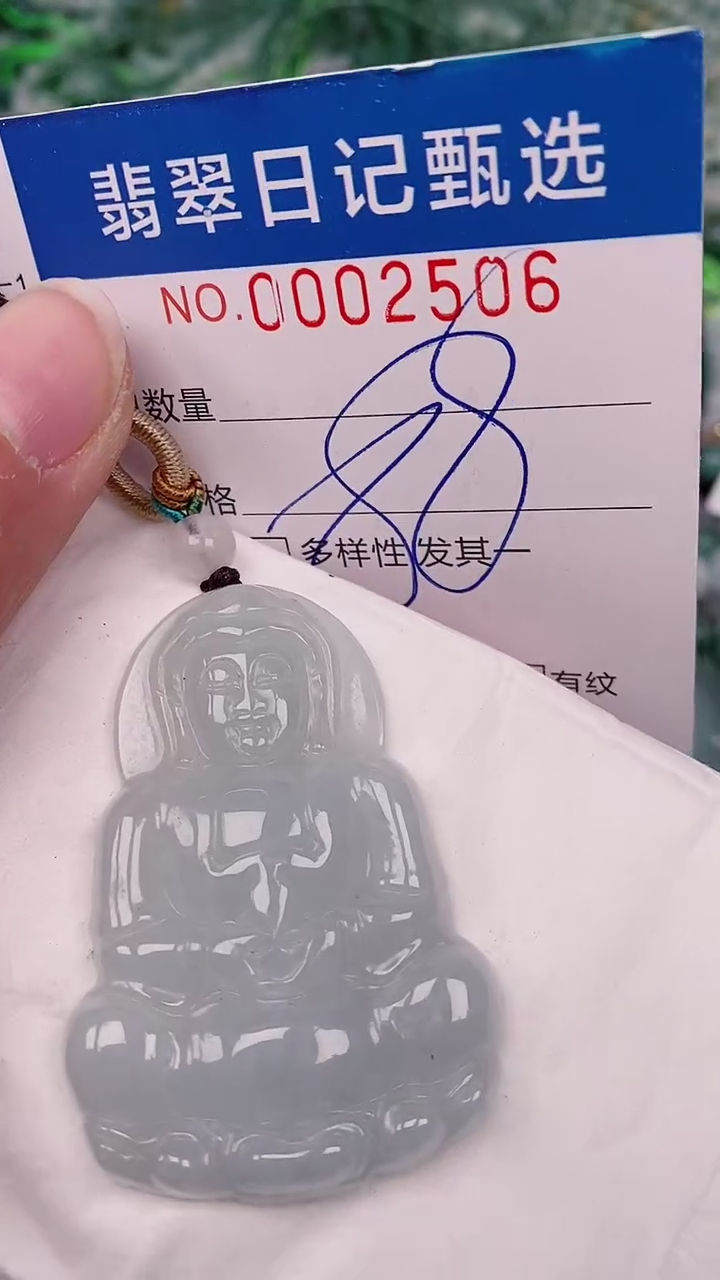 翡翠日记甄选
NO.0002506
数量
格
多样性 发其一
有纹